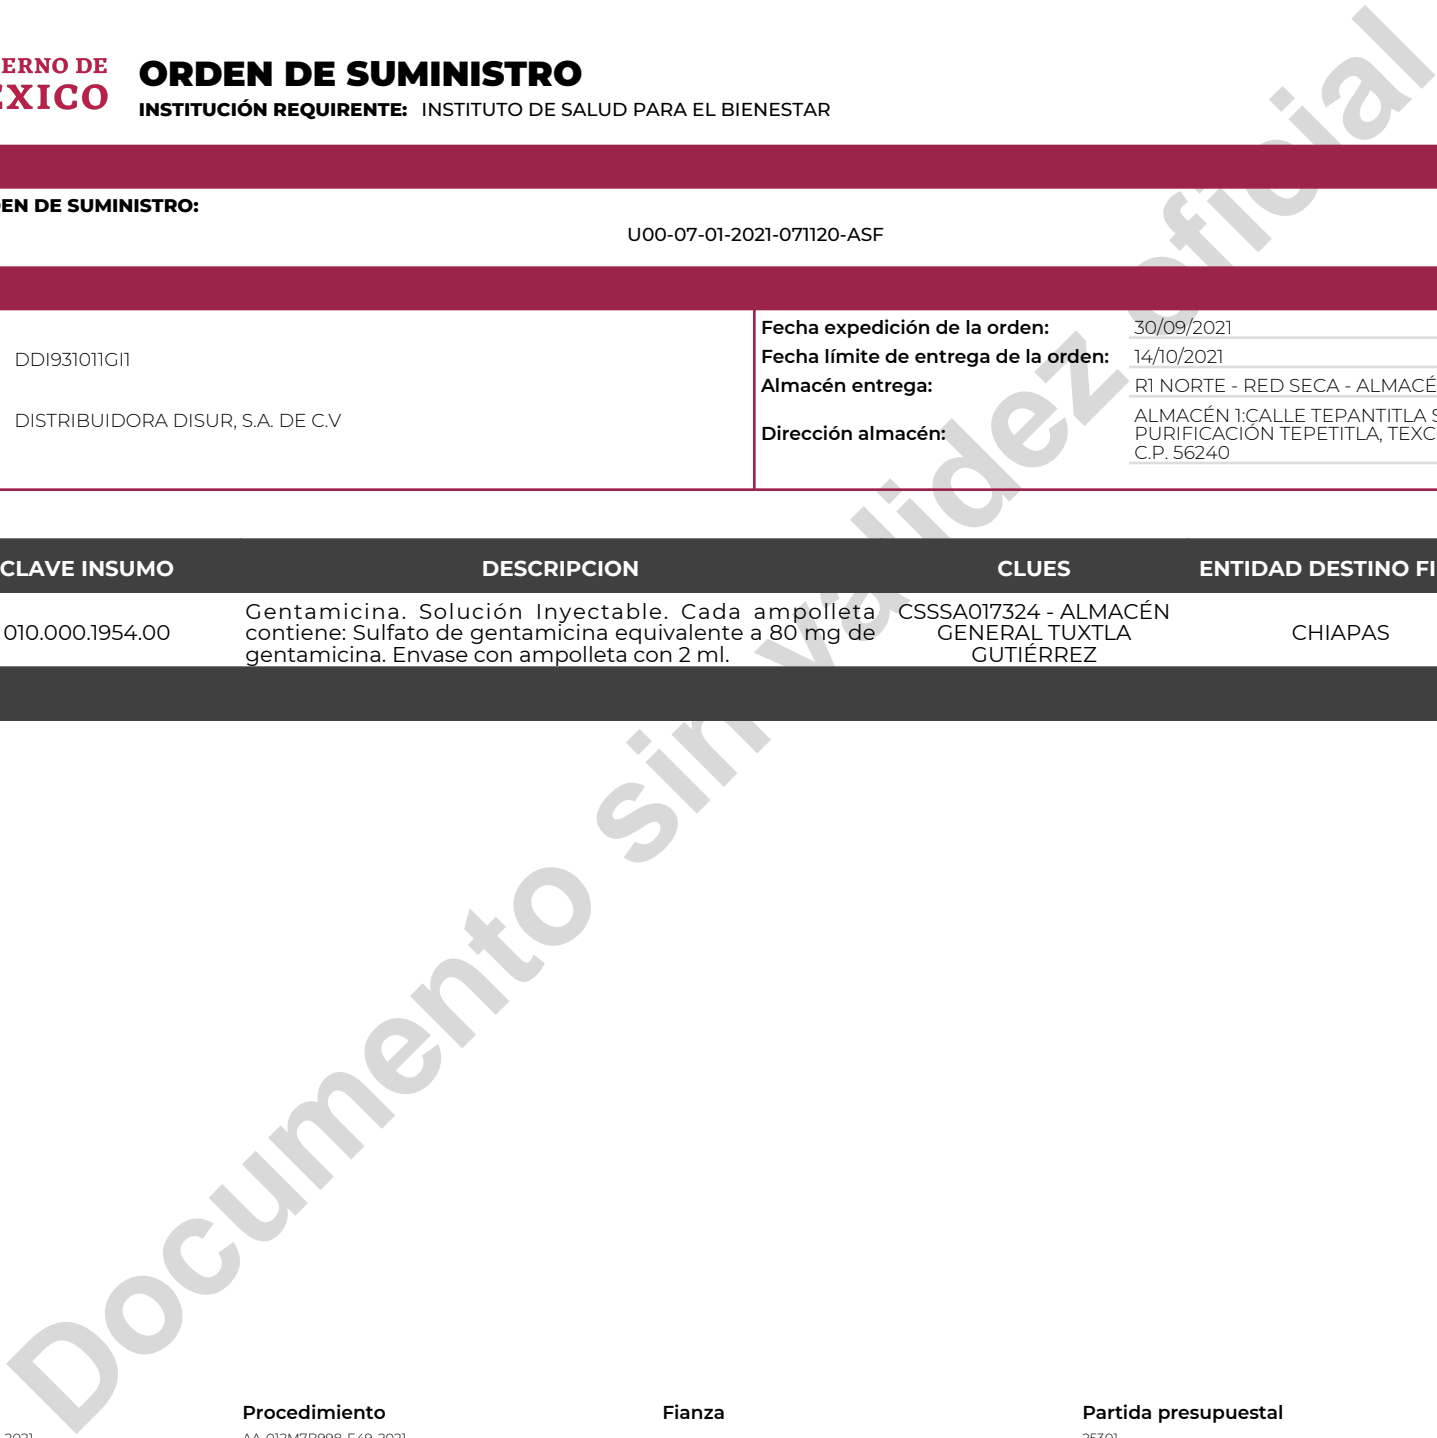 ERNO DE
EXICO
ORDEN DE SUMINISTRO
INSTITUCIÓN REQUIRENTE: INSTITUTO DE SALUD PARA EL BIENESTAR
EN DE SUMINISTRO:
U00-07-01-2021-071120-ASF
DDI931011GI1
DISTRIBUIDORA DISUR, S.A. DE C.V
Fecha expedición de la orden: 30/09/2021
Fecha límite de entrega de la orden: 14/10/2021
Almacén entrega: R1 NORTE - RED SECA - ALMACÉ
Dirección almacén: ALMACÉN 1:CALLE TEPANTITLA S
PURIFICACIÓN TEPETITLA, TEXC
C.P. 56240
CLAVE INSUMO DESCRIPCION CLUES ENTIDAD DESTINO FI
010.000.1954.00
Gentamicina. Solución Inyectable. Cada ampolleta
contiene: Sulfato de gentamicina equivalente a 80 mg de
gentamicina. Envase con ampolleta con 2 ml.
CSSSA017324 - ALMACÉN
GENERAL TUXTLA
GUTIÉRREZ
CHIAPAS
Documento sin validez oficial
Procedimiento Fianza Partida presupuestal